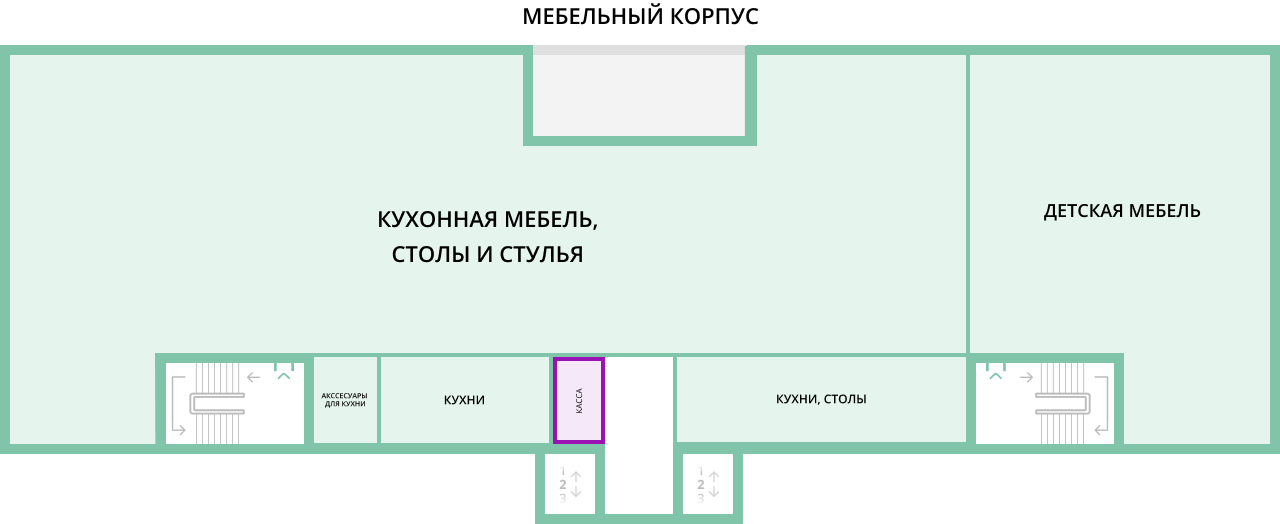 МЕБЕЛЬНЫЙ КОРПУС
КУХОННАЯ МЕБЕЛЬ,
СТОЛЫ И СТУЛЬЯ
ДЕТСКАЯ МЕБЕЛЬ
АКССЕСУАРЫ
ДЛЯ КУХНИ
КУХНИ
КАССА
КУХНИ, СТОЛЫ
1
2
3
1
2
3